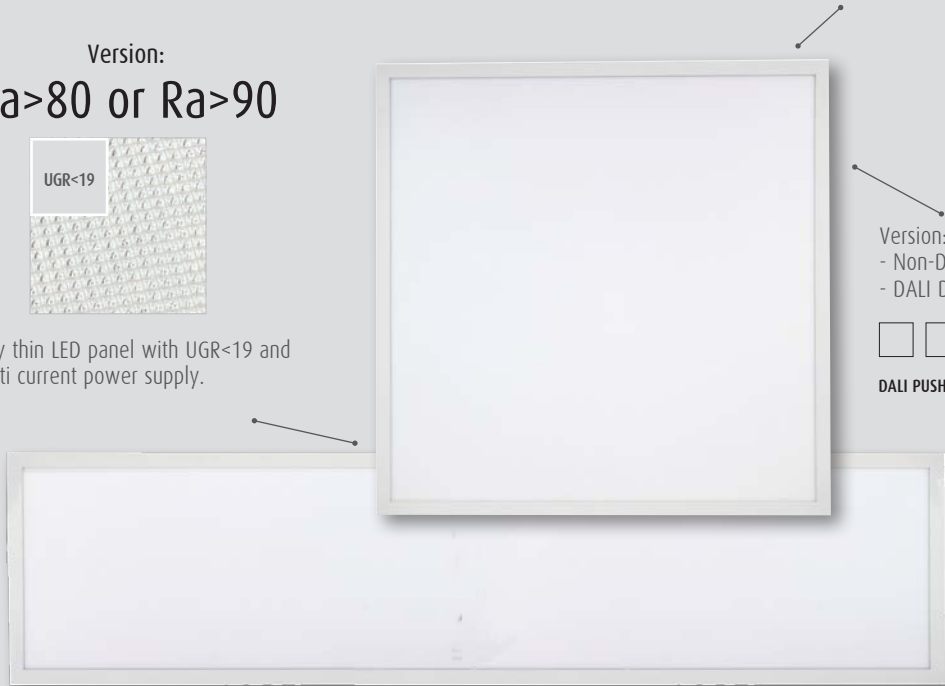 Version:
a>80 or Ra>90
UGR<19
thin LED panel with UGR<19 and
current power supply.
Version:
- Non-D
- DALI D
DALI PUSH